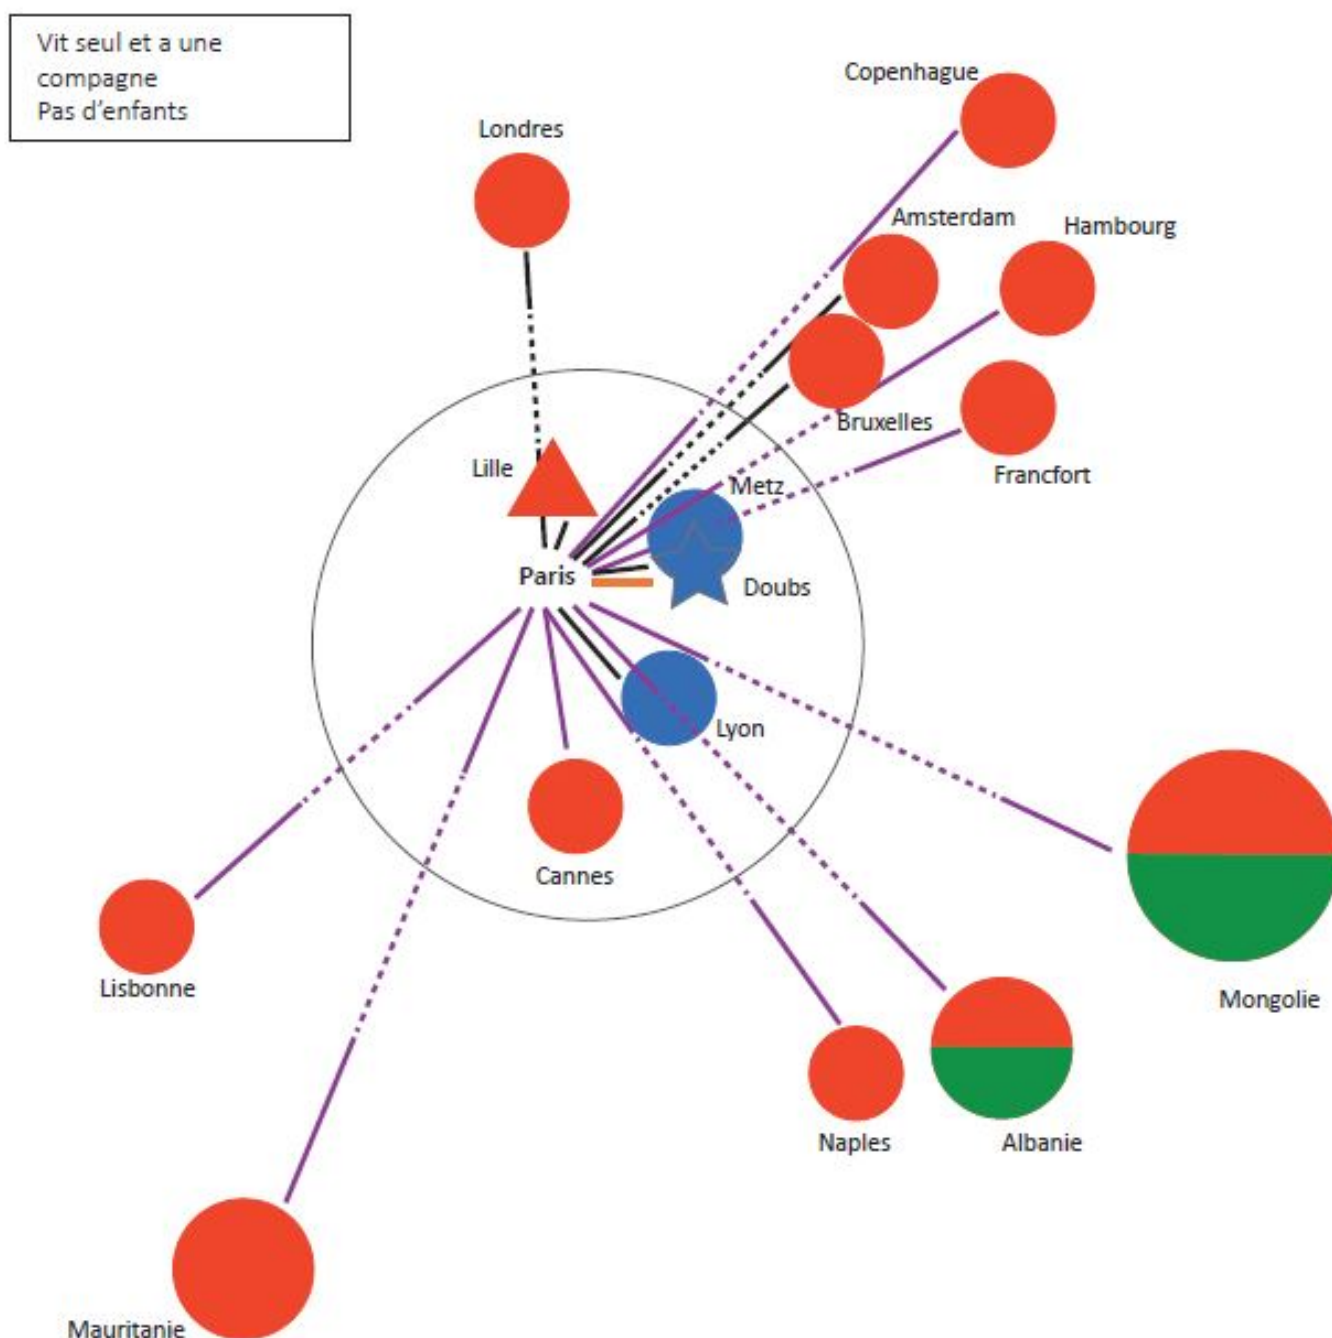 Vit seul et a une
compagne
Pas d'enfants
Copenhague
Londres
Amsterdam
Hambourg
Bruxelles
Lille
Francfort
Metz
Paris
Doubs
Lyon
Cannes
Lisbonne
Mongolie
Naples
Albanie
Mauritanie